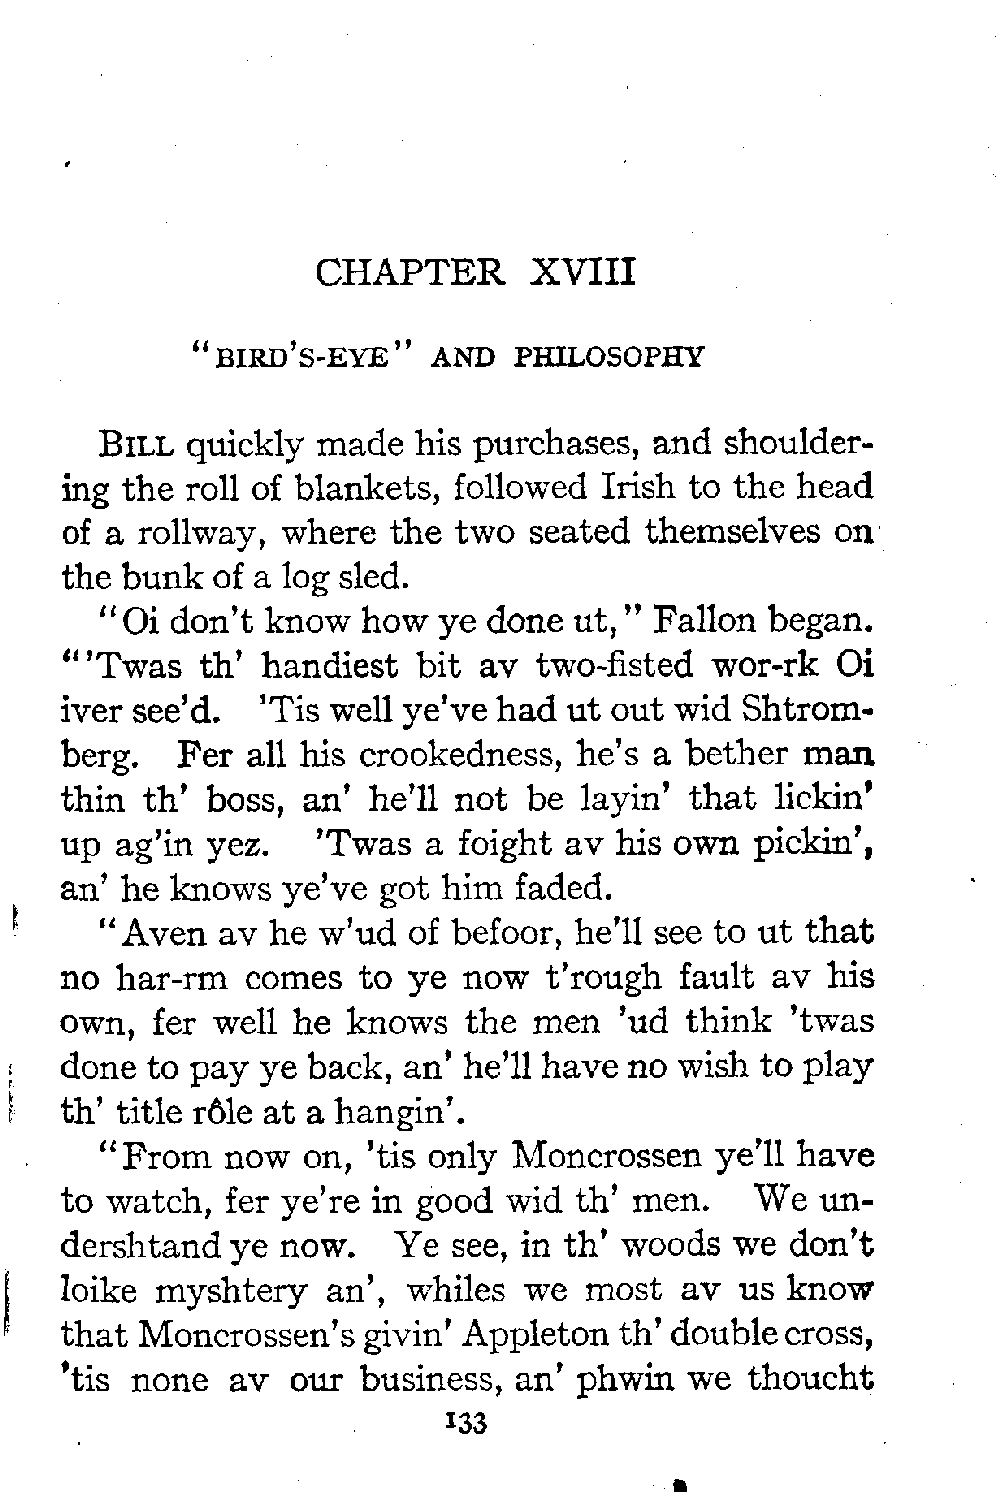 CHAPTER XVIII
"BIRD'S-EYE" AND PHILOSOPHY
BILL quickly made his purchases, and shoulder-
ing the roll of blankets, followed Irish to the head
of a rollway, where the two seated themselves on
the bunk of a log sled.
"Oi don't know how ye done ut," Fallon began.
"'Twas th' handiest bit av two-fisted wor-rk Oi
iver see'd. 'Tis well ye've had ut out wid Shtrom-
berg. Fer all his crookedness, he's a bether man
thin th' boss, an' he'll not be layin' that lickin'
up ag'in yez. 'Twas a foight av his own pickin',
an' he knows ye've got him faded.
"Aven av he w'ud of befoor, he'll see to ut that
no har-rm comes to ye now t'rough fault av his
own, fer well he knows the men 'ud think 'twas
done to pay ye back, an' he'll have no wish to play
th' title rôle at a hangin'.
"From now on, 'tis only Moncrossen ye'll have
to watch, fer ye're in good wid th' men. We un-
dershtand ye now. Ye see, in th' woods we don't
loike myshtery an', whiles we most av us know
that Moncrossen's givin' Appleton th' double cross,
'tis none av our business, an' phwin we thoucht
133